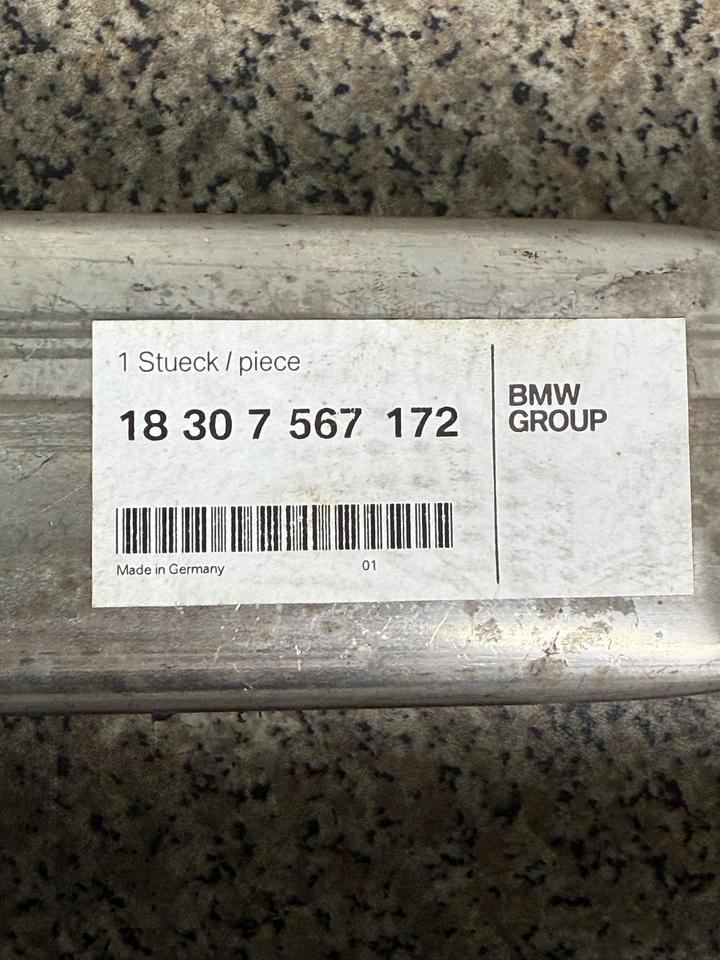 1 Stueck / piece
18 30 7 567 172
BMW
GROUP
Made in Germany 01